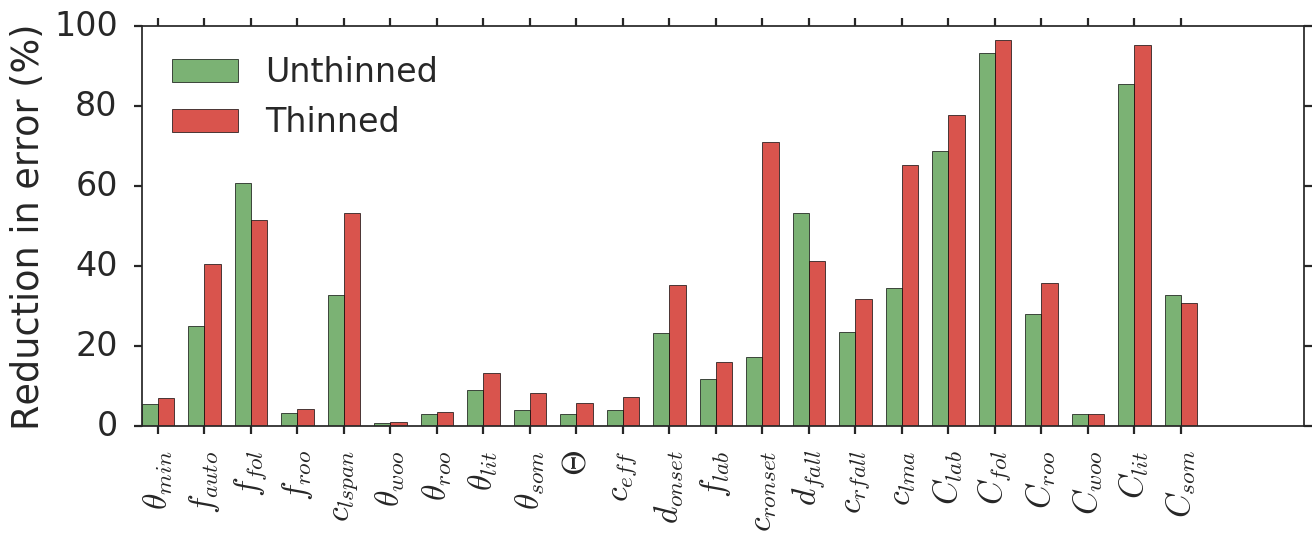 Reduction in error (%)
100
80
60
40
20
0
Unthinned
Thinned
θmin
fauto
ffol
froo
clspan
θwoo
θroo
θlit
θsom
Θ
ceff
donset
flab
cronset
dfall
crfall
clma
Clab
Cfol
Croo
Cwoo
Clit
Csom